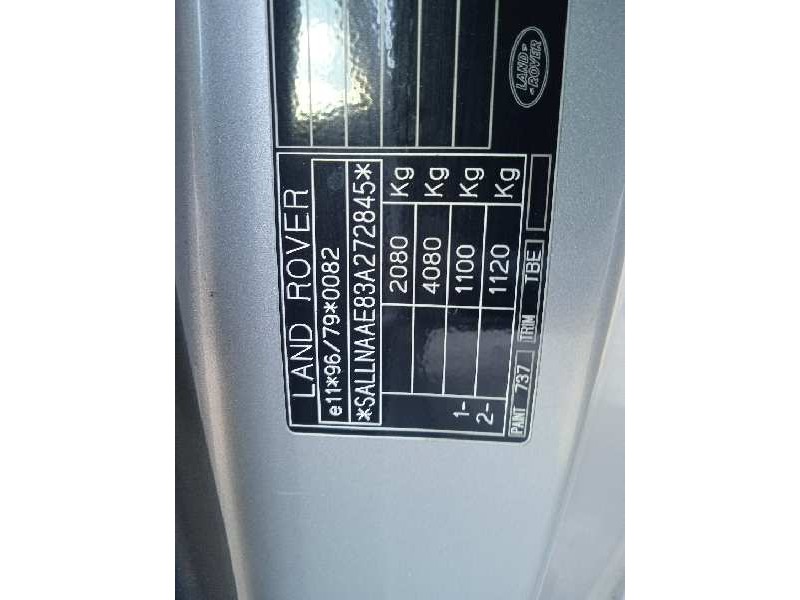 LAND ROVER
e11*96/79*0082
*SALLNAAE83A272845*
2080 Kg
4080 Kg
1- 1100 Kg
2- 1120 Kg
PAINT 737 TRIM TBE
LAND-
-ROVER